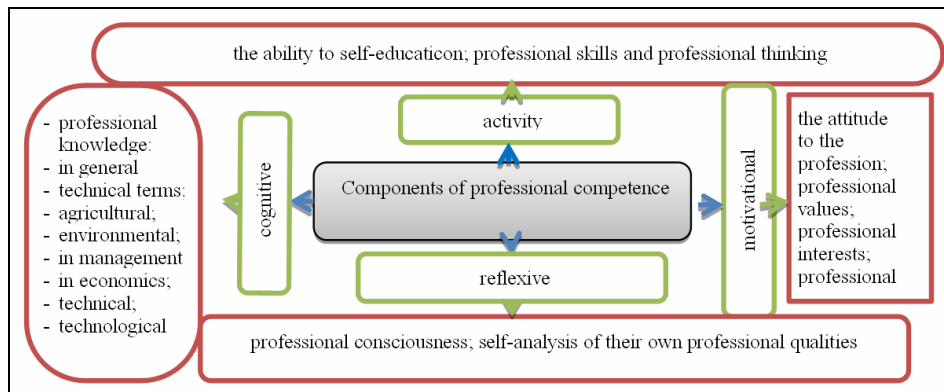 the ability to self-educaticon; professional skills and professional thinking
activity
- professional
knowledge:
- in general
- technical terms:
- agricultural;
- environmental;
- in management
- in economics;
- technical;
- technological
cognitive
Components of professional competence
motivational
the attitude
to the
profession;
professional
values;
professional
interests;
professional
reflexive
professional consciousness; self-analysis of their own professional qualities